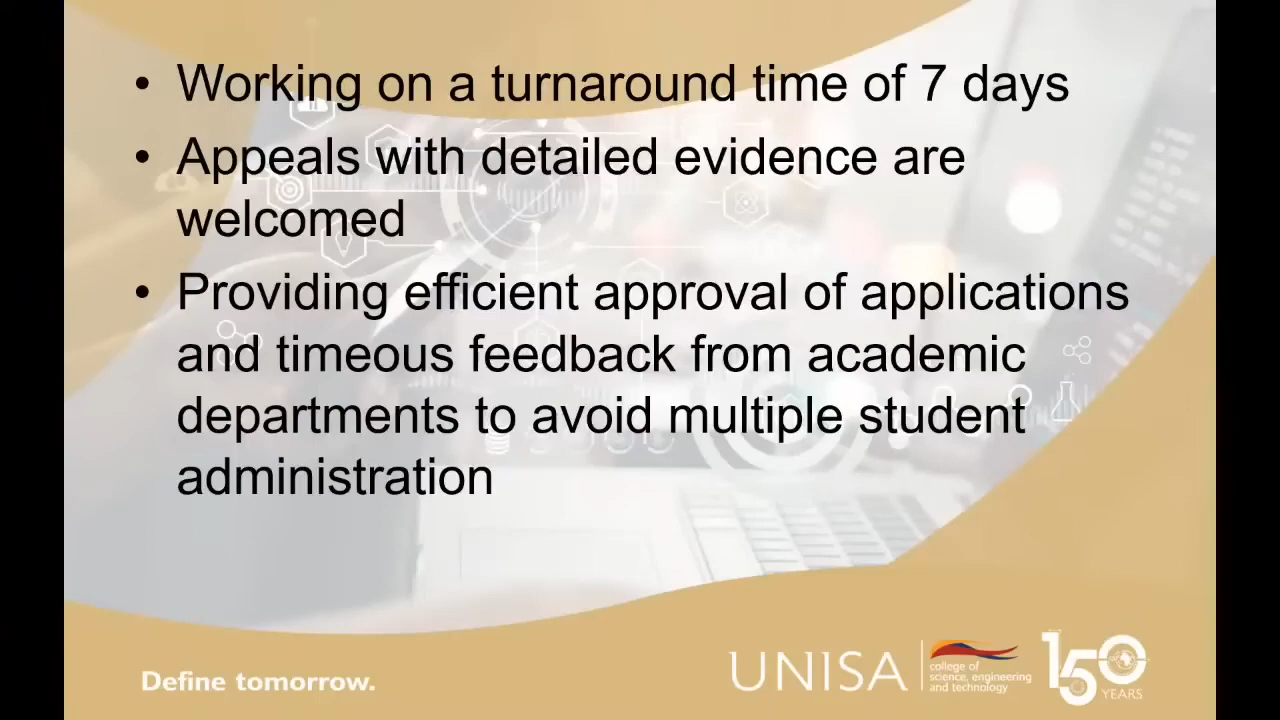 • Working on a turnaround time of 7 days
• Appeals with detailed evidence are
welcomed
• Providing efficient approval of applications
and timeous feedback from academic
departments to avoid multiple student
administration
Define tomorrow.
UNISA
college of
science, engineering
and technology
150
YEARS